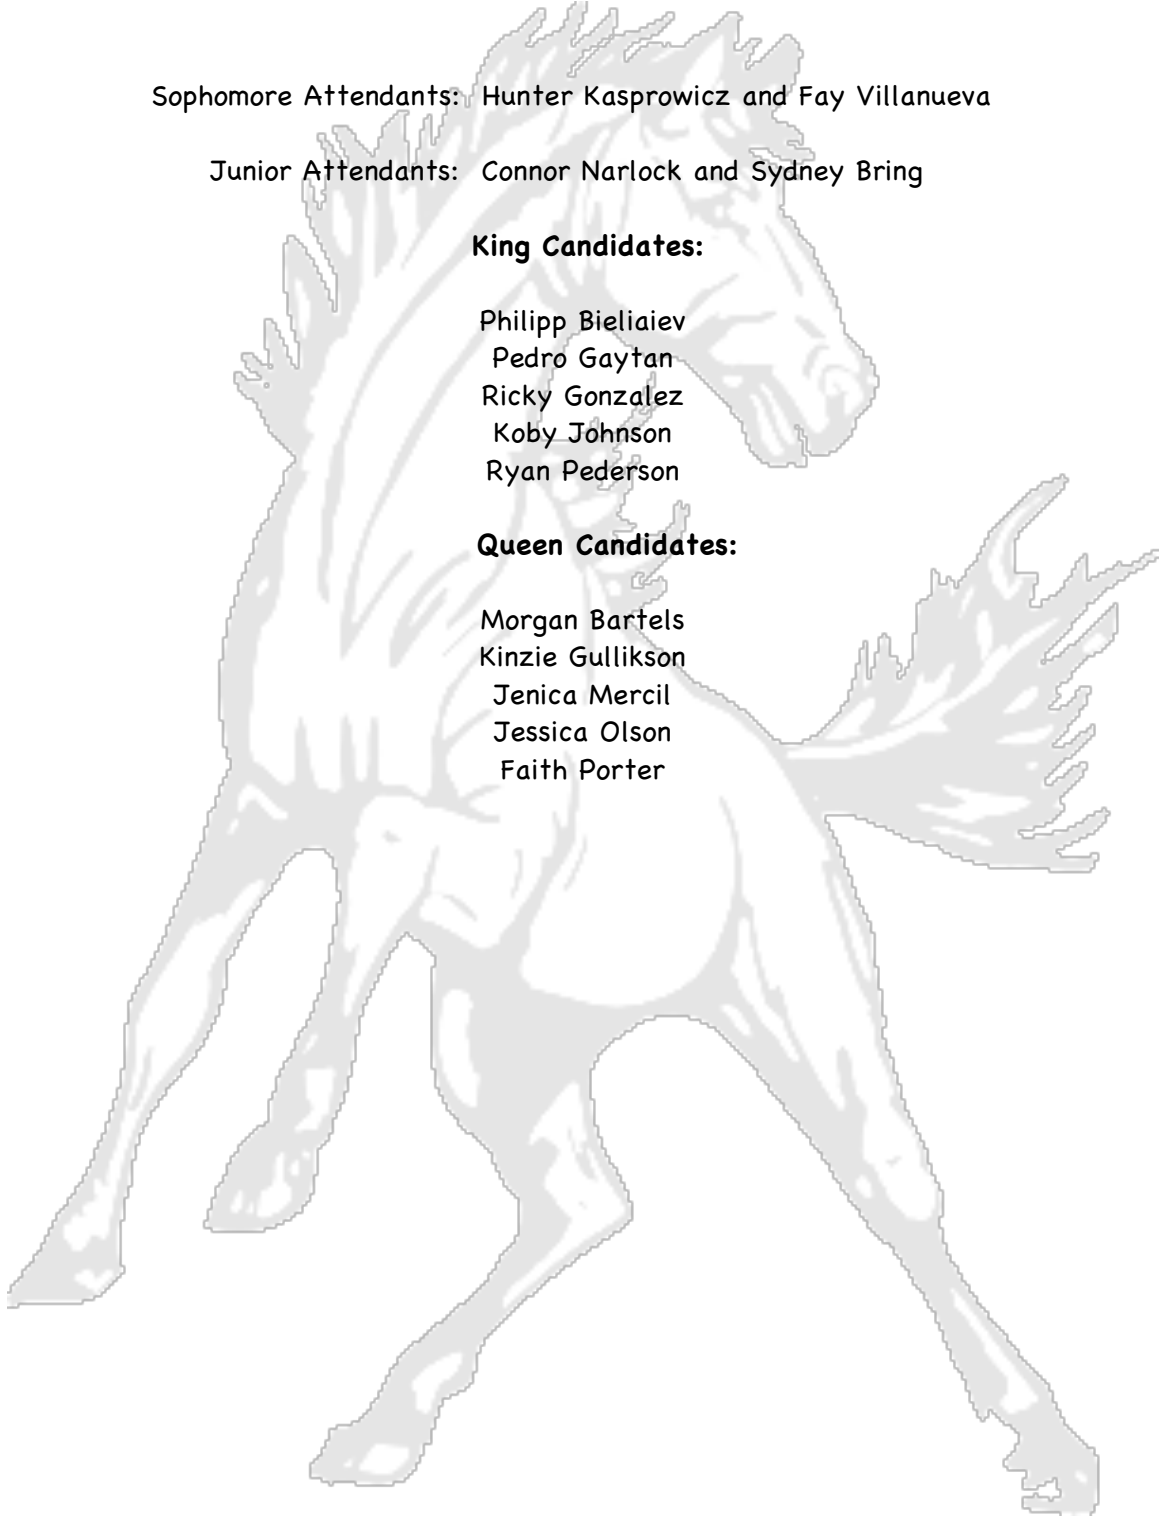 Sophomore Attendants: Hunter Kasprowicz and Fay Villanueva
Junior Attendants: Connor Narlock and Sydney Bring
King Candidates:
Philipp Bieliaiev
Pedro Gaytan
Ricky Gonzalez
Koby Johnson
Ryan Pederson
Queen Candidates:
Morgan Bartels
Kinzie Gullikson
Jenica Mercil
Jessica Olson
Faith Porter